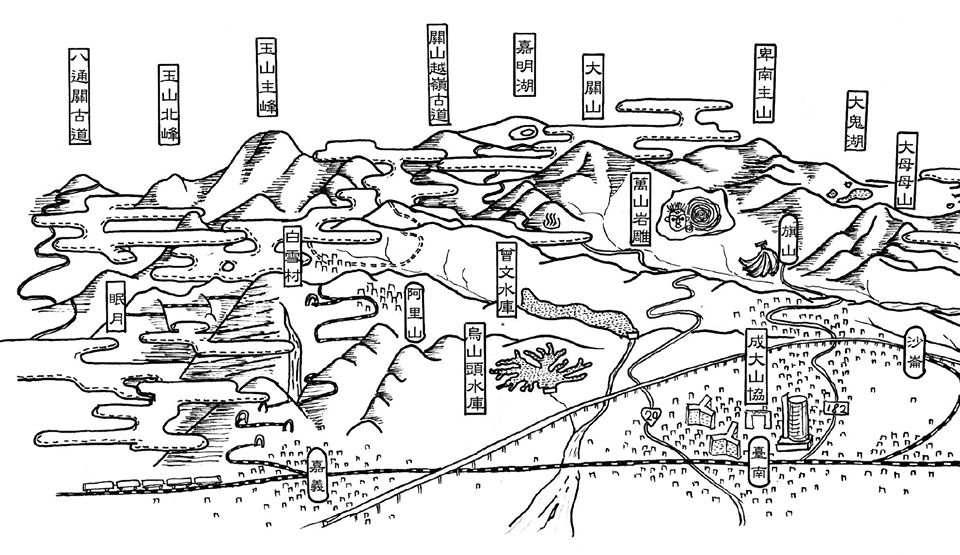 八通關古道
玉山北峰
玉山主峰
關山越嶺古道
嘉明湖
大關山
卑南主山
大鬼湖
大母母山
萬山岩雕
旗山
白雪村
曾文水庫
眠月
阿里山
烏山頭水庫
成大山協
沙崙
20
182
嘉義
臺南